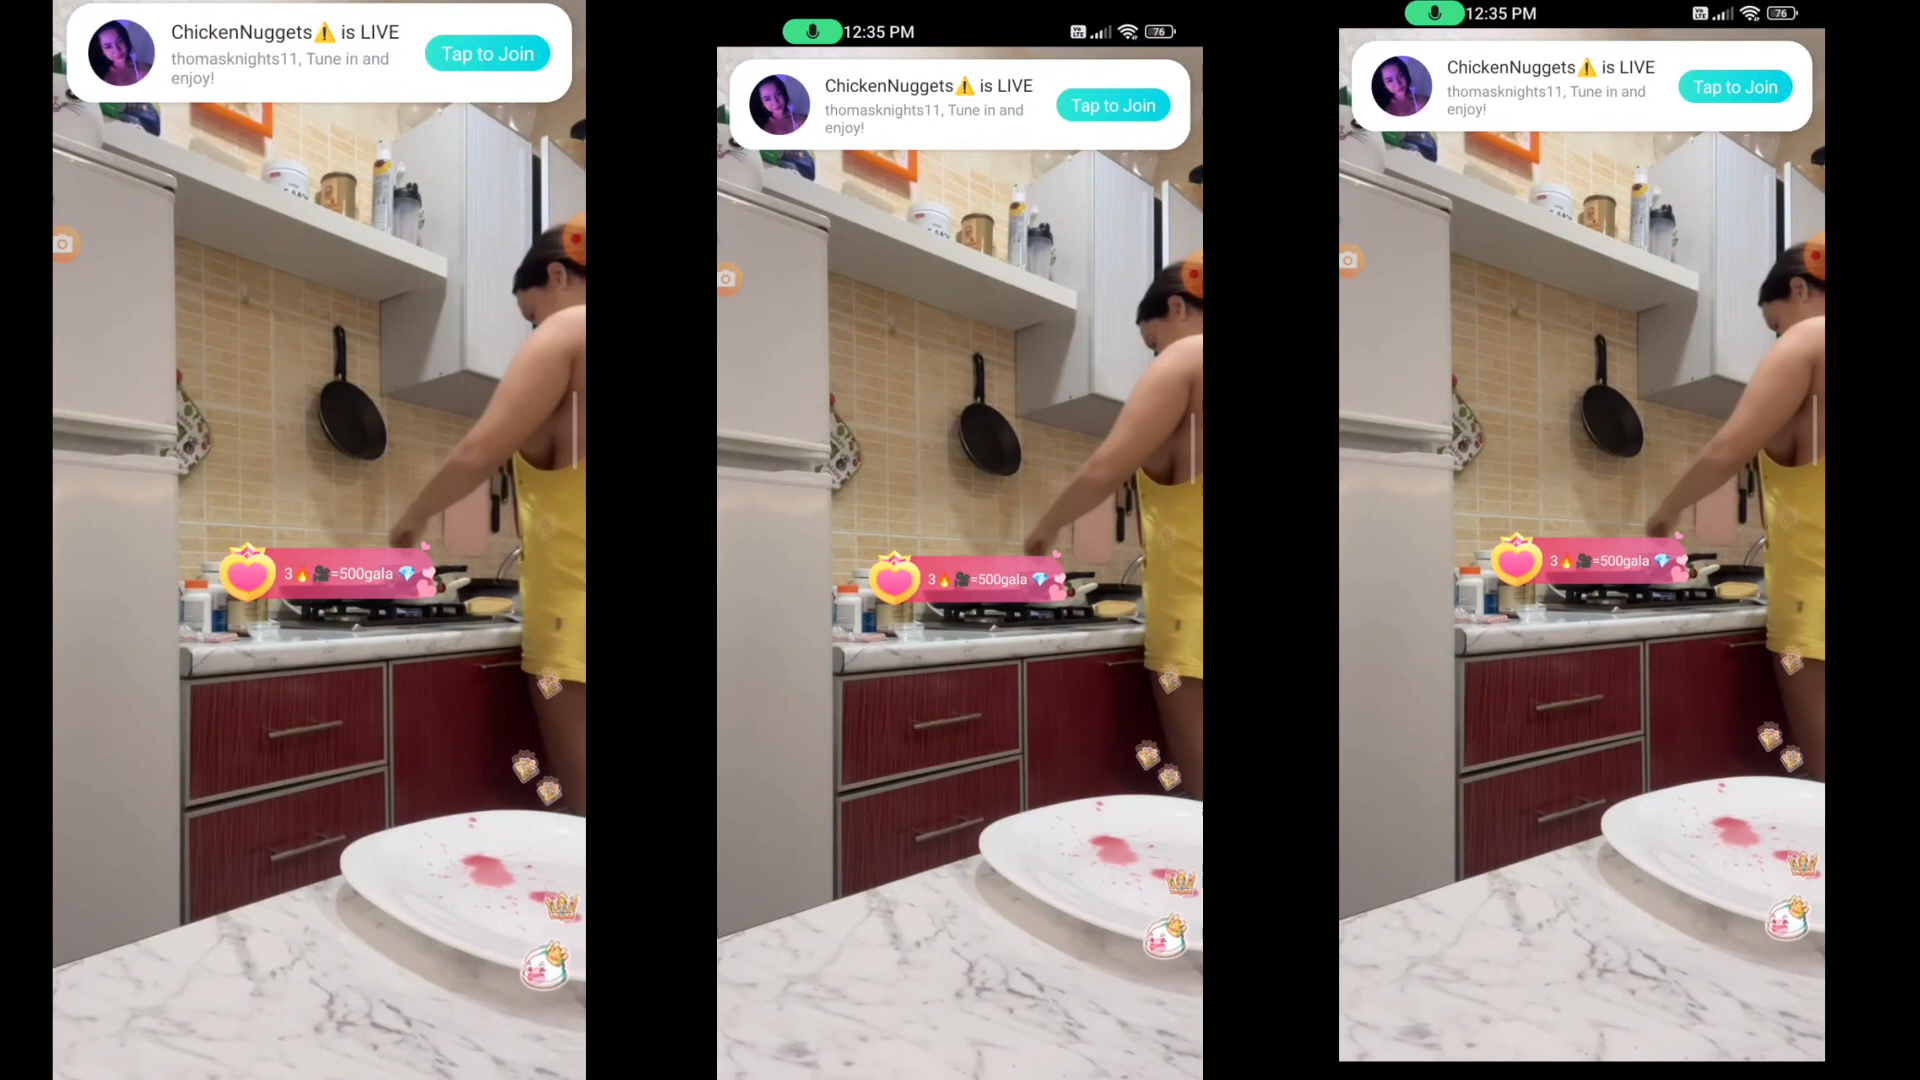 ChickenNuggets⚠️ is LIVE
thomasknights11, Tune in and
enjoy!
Tap to Join
3🔥🎥=500gala 💎
12:35 PM
76
ChickenNuggets⚠️ is LIVE
thomasknights11, Tune in and
enjoy!
Tap to Join
3🔥🎥=500gala 💎
12:35 PM
76
ChickenNuggets⚠️ is LIVE
thomasknights11, Tune in and
enjoy!
Tap to Join
3🔥🎥=500gala 💎